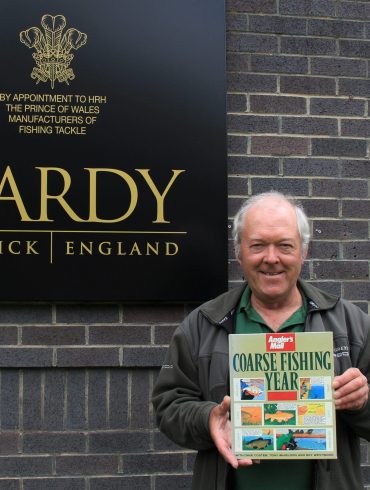 BY APPOINTMENT TO HRH
THE PRINCE OF WALES
MANUFACTURERS OF
FISHING TACKLE
ARDY
ICK | ENGLAND
Angler's
Mail
COARSE FISHING
YEAR